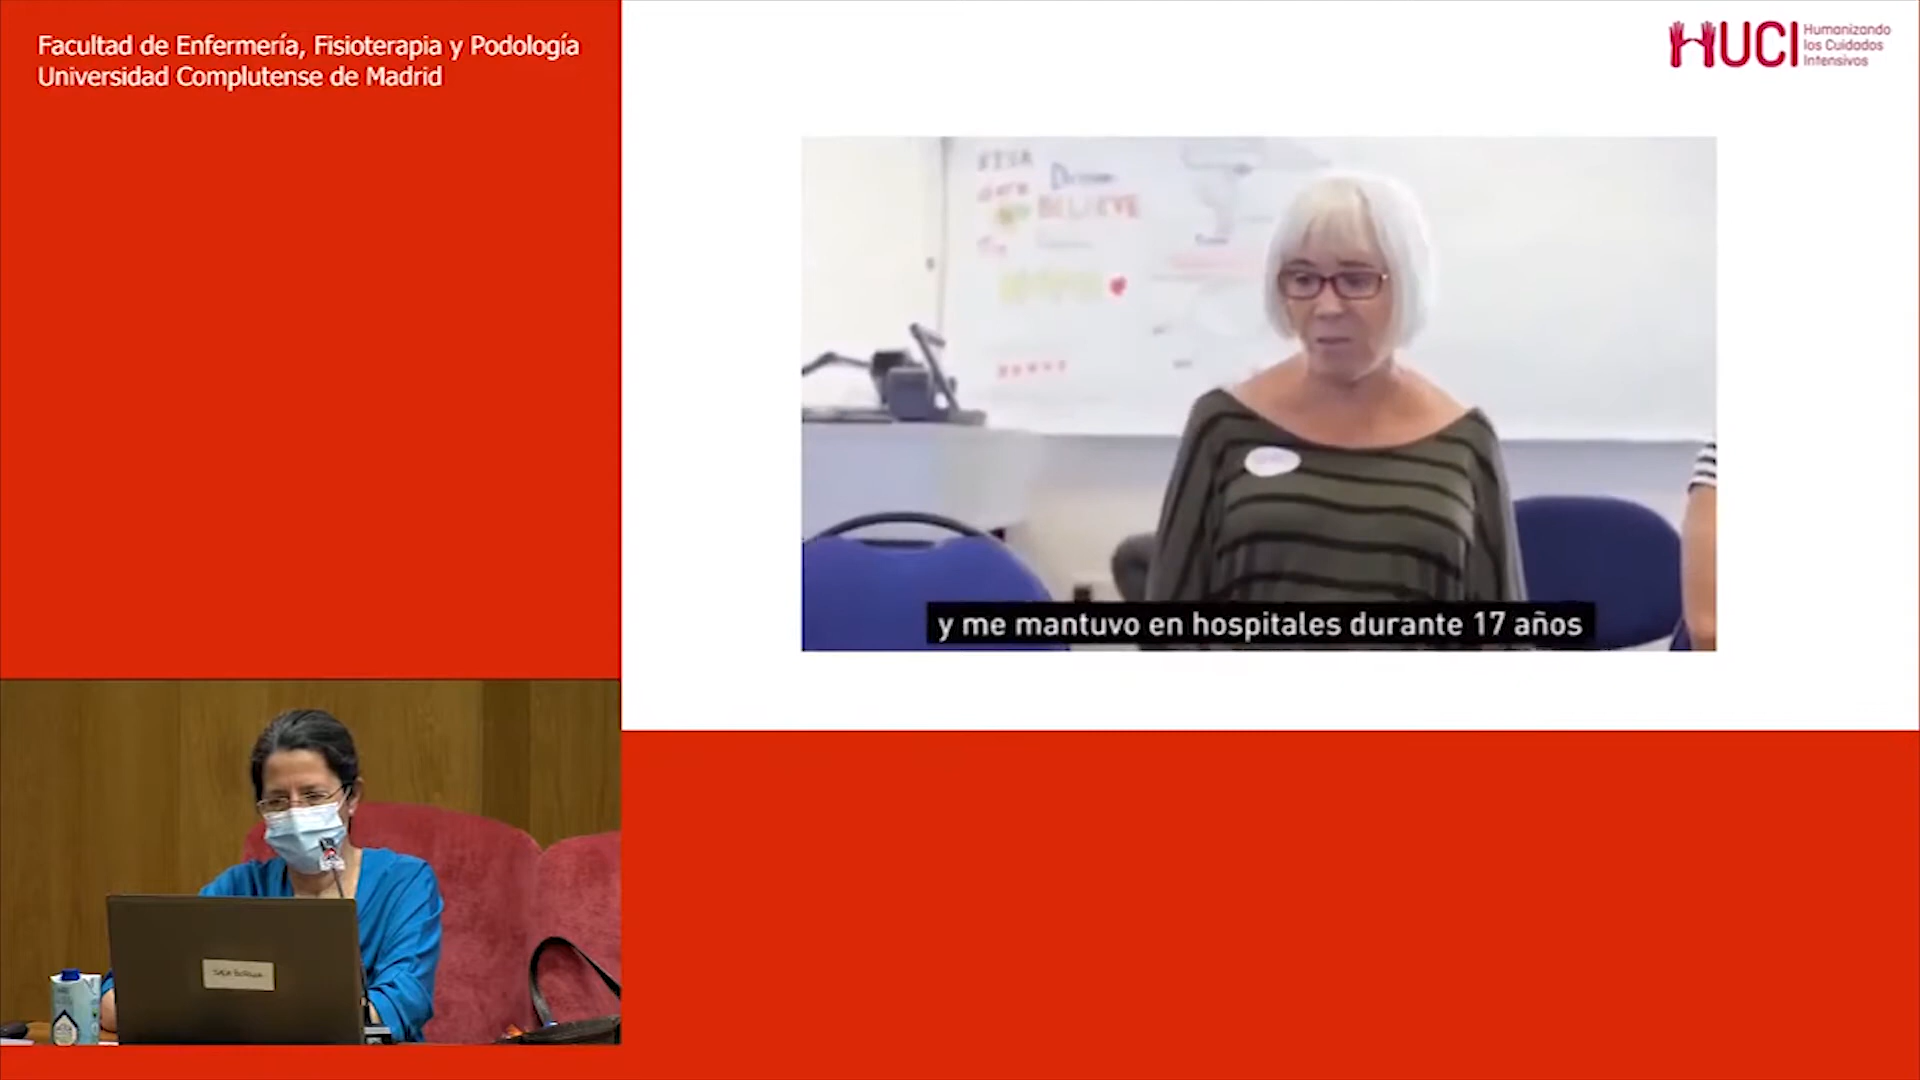 Facultad de Enfermería, Fisioterapia y Podología
Universidad Complutense de Madrid
HUCI
Humanizando
los Cuidados
Intensivos
BELIEVE
y me mantuvo en hospitales durante 17 años